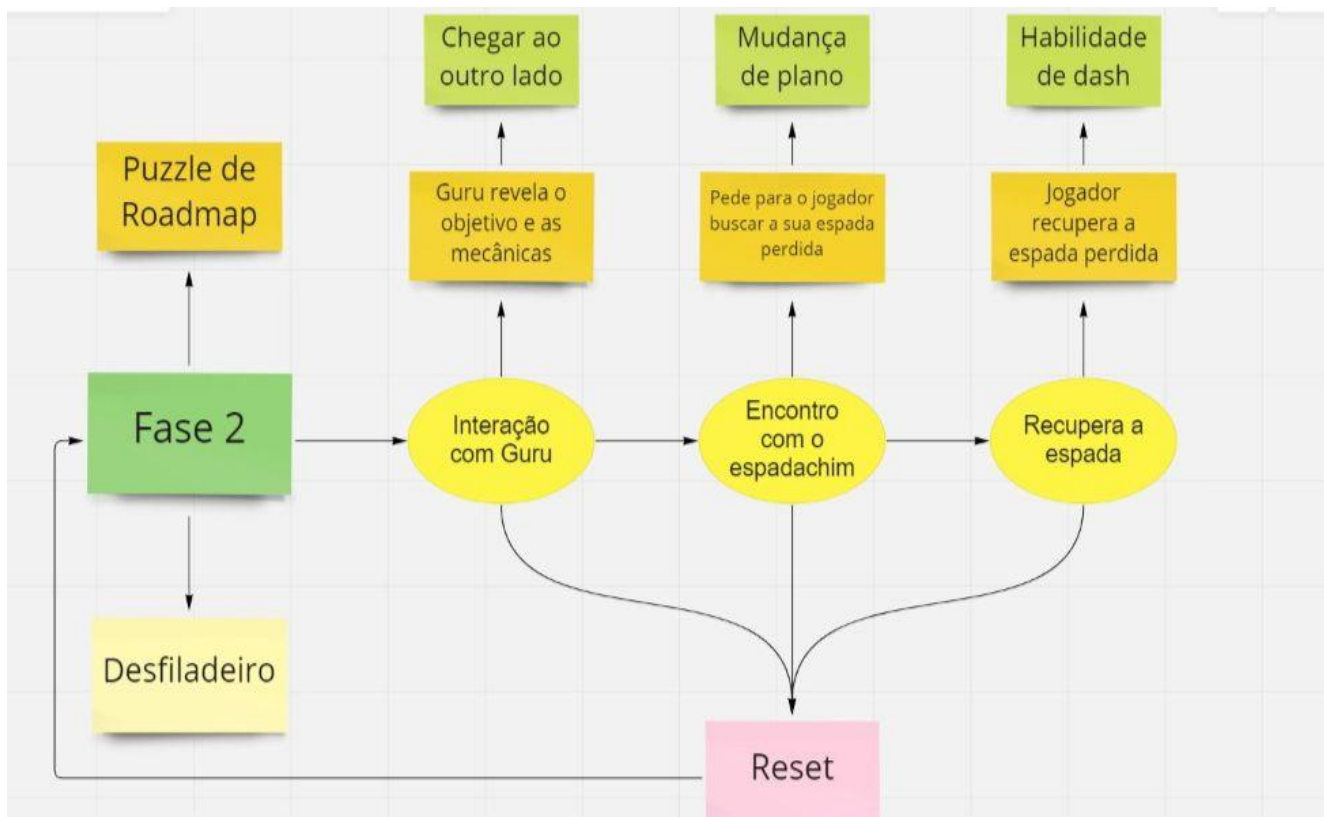 Chegar ao
outro lado
Mudança
de plano
Habilidade
de dash
Puzzle de
Roadmap
Guru revela o
objetivo e as
mecânicas
Pede para o jogador
buscar a sua espada
perdida
Jogador
recupera a
espada perdida
Fase 2
Interação
com Guru
Encontro
com o
espadachim
Recupera a
espada
Desfiladeiro
Reset